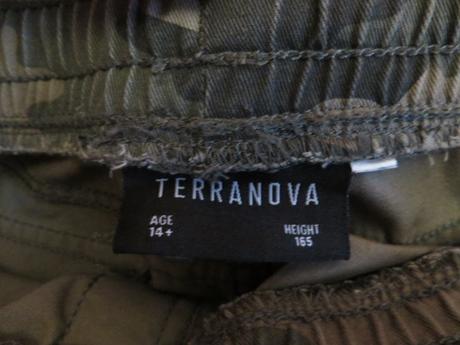 TERRANOVA
AGE
14+
HEIGHT
165